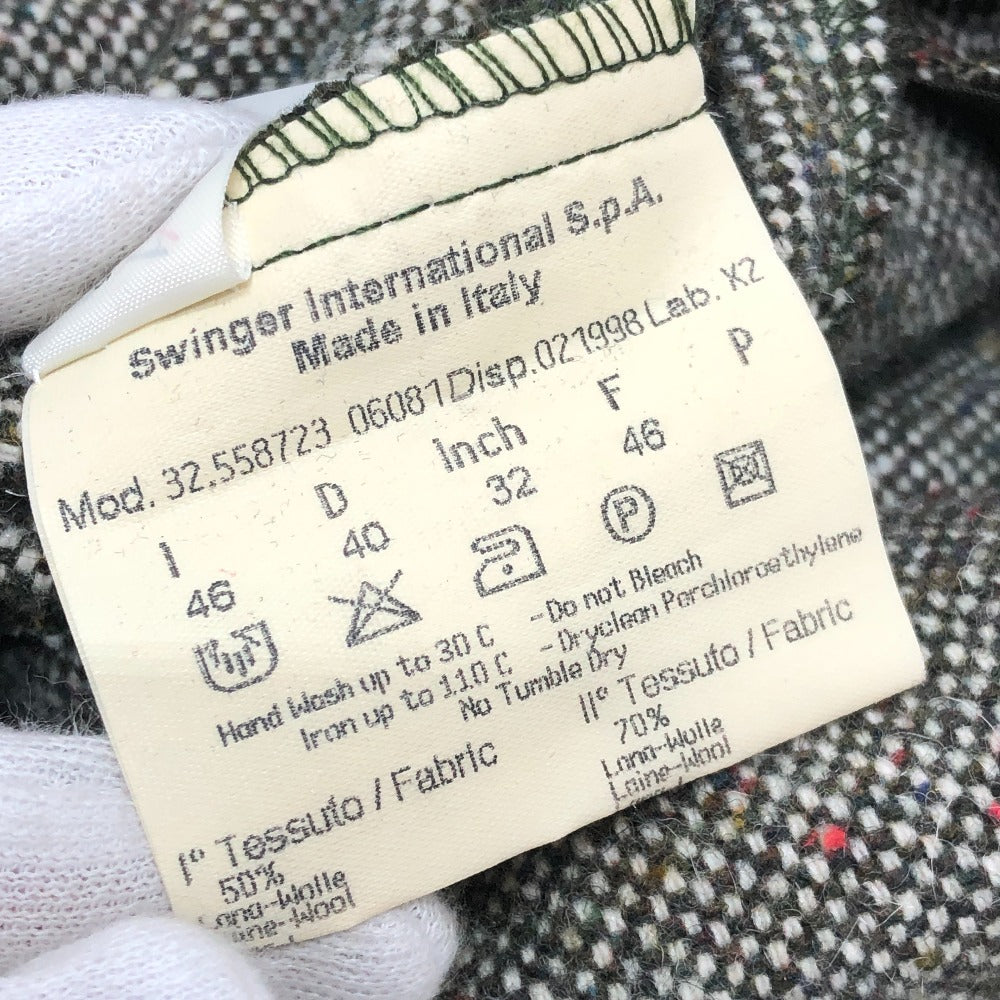 Swinger International S.p.A.
Made in Italy
Mod. 32.558723 06081 Disp.021998 Lab. X2
I D Inch F P
46 40 32 46
P
Hand Wash up to 30 C -Do not Bleach
Iron up to 110 C -Dryclean Perchloroethylene
No Tumble Dry
I° Tessuto / Fabric
50%
Lana-Wolle
Laine-Wool
II° Tessuto / Fabric
70%
Lana-Wolle
Laine-Wool